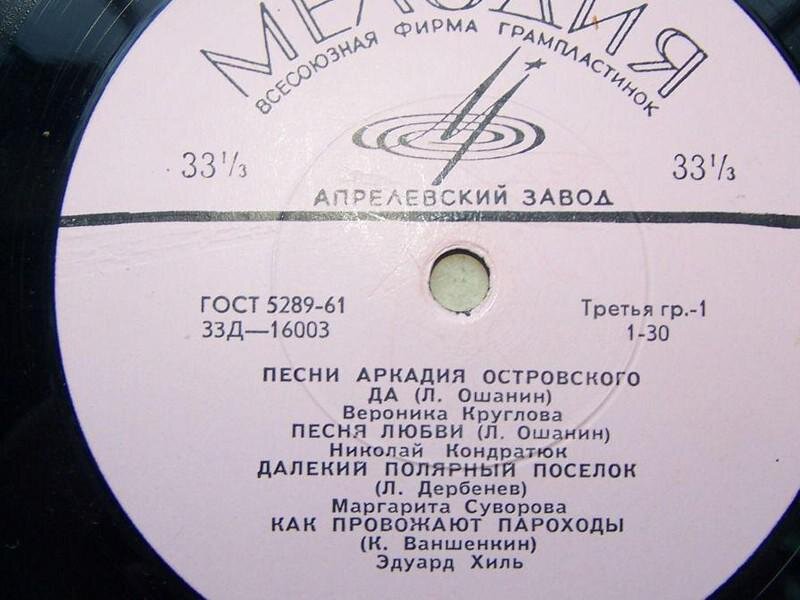 МЕЛОДИЯ
ВСЕСОЮЗНАЯ ФИРМА ГРАМПЛАСТИНОК
33⅓ 33⅓
АПРЕЛЕВСКИЙ ЗАВОД
ГОСТ 5289-61 Третья гр.-1
33Д—16003 1-30
ПЕСНИ АРКАДИЯ ОСТРОВСКОГО
ДА (Л. Ошанин)
Вероника Круглова
ПЕСНЯ ЛЮБВИ (Л. Ошанин)
Николай Кондратюк
ДАЛЕКИЙ ПОЛЯРНЫЙ ПОСЕЛОК
(Л. Дербенев)
Маргарита Суворова
КАК ПРОВОЖАЮТ ПАРОХОДЫ
(К. Ваншенкин)
Эдуард Хиль